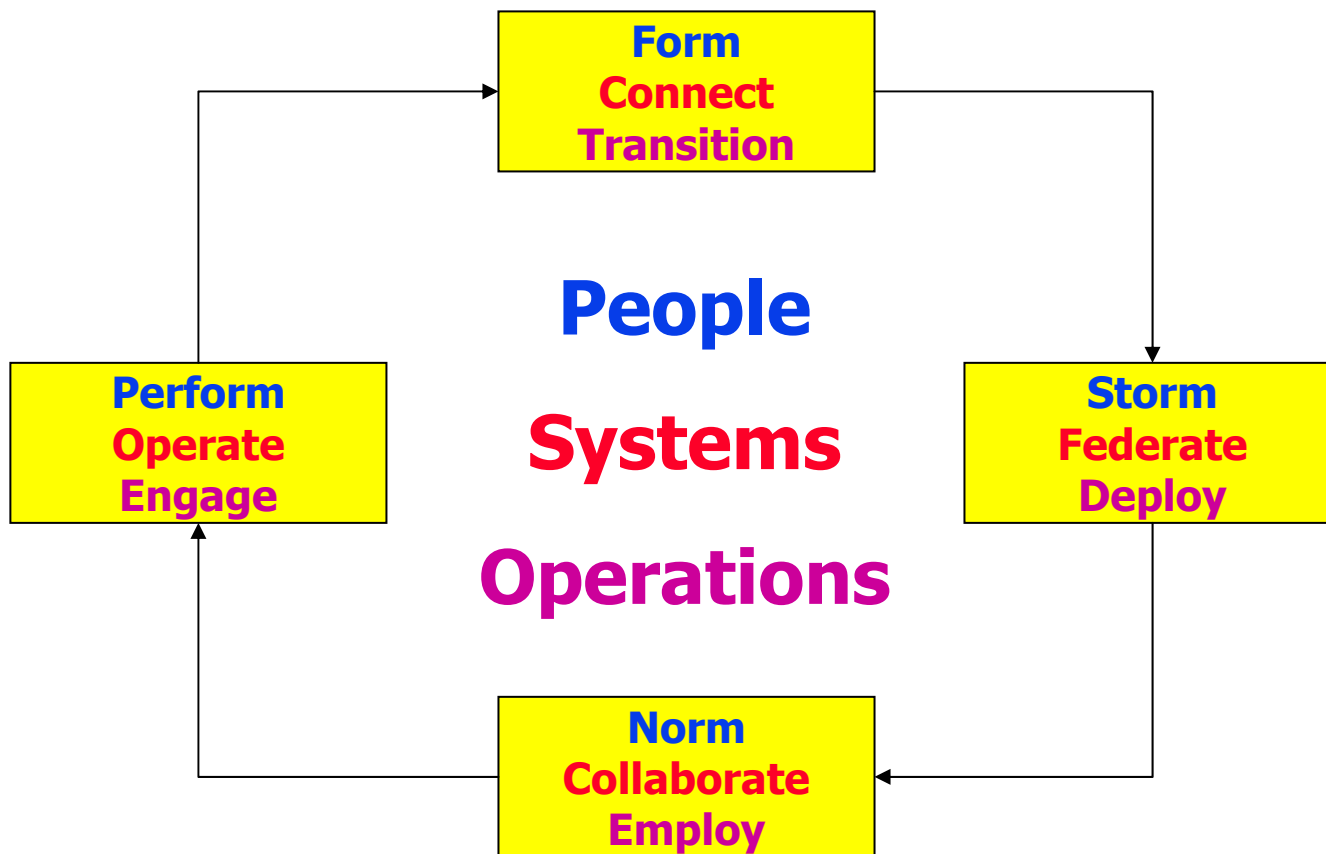 Form
Connect
Transition
People
Systems
Operations
Perform
Operate
Engage
Storm
Federate
Deploy
Norm
Collaborate
Employ